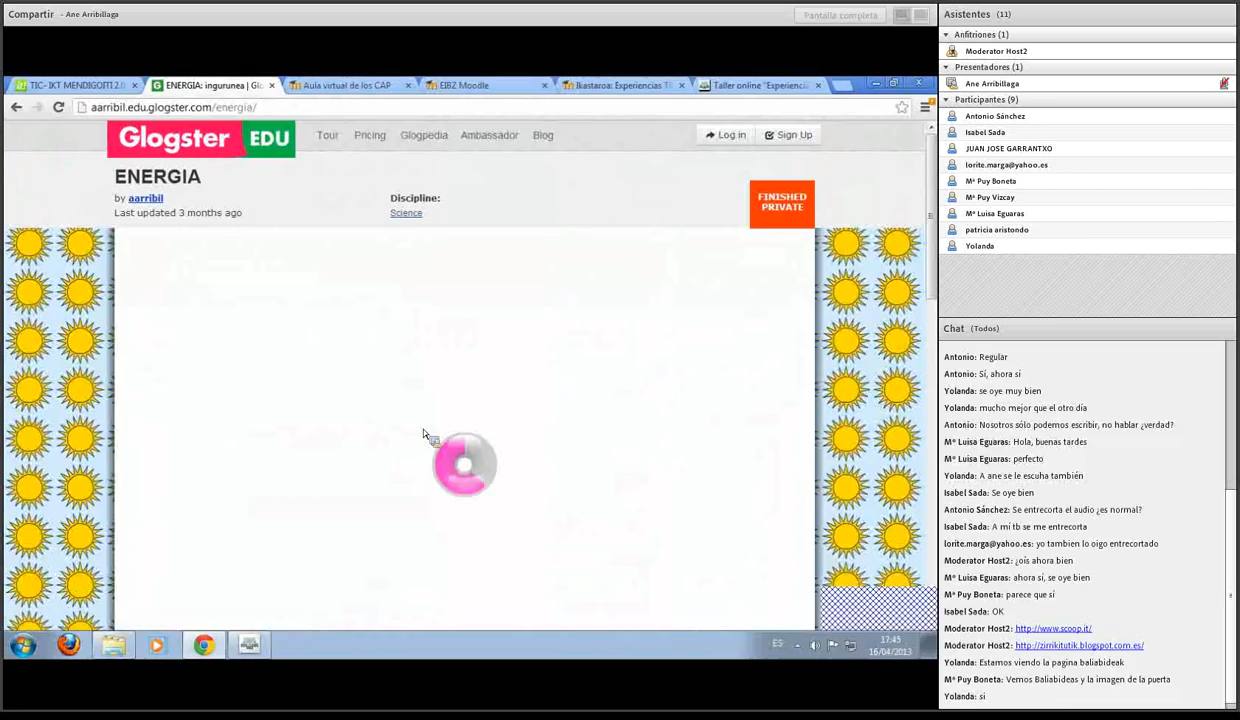 Compartir - Ane Arribillaga
Pantalla completa
TIC- IKT MENDIGOITI 2.0
ENERGIA: ingurunea | Glo
Aula virtual de los CAP
EIBZ Moodle
Ikastaroa: Experiencias T
Taller online "Experiencia
aarribil.edu.glogster.com/energia/
Glogster EDU
Tour Pricing Glogpedia Ambassador Blog
Log in Sign Up
ENERGIA
by aarribil
Last updated 3 months ago
Discipline:
Science
FINISHED
PRIVATE
ES
17:45
16/04/2013
Asistentes (11)
Anfitriones (1)
Moderator Host2
Presentadores (1)
Ane Arribillaga
Participantes (9)
Antonio Sánchez
Isabel Sada
JUAN JOSE GARRANTXO
lorite.marga@yahoo.es
Mª Puy Boneta
Mª Puy Vizcay
Mª Luisa Eguaras
patricia aristondo
Yolanda
Chat (Todos)
Antonio: Regular
Antonio: Sí, ahora si
Yolanda: se oye muy bien
Yolanda: mucho mejor que el otro día
Antonio: Nosotros sólo podemos escribir, no hablar ¿verdad?
Mª Luisa Eguaras: Hola, buenas tardes
Mª Luisa Eguaras: perfecto
Yolanda: A ane se le escuha también
Isabel Sada: Se oye bien
Antonio Sánchez: Se entrecorta el audio ¿es normal?
Isabel Sada: A mí tb se me entrecorta
lorite.marga@yahoo.es: yo tambien lo oigo entrecortado
Moderator Host2: ¿oís ahora bien
Mª Luisa Eguaras: ahora sí, se oye bien
Mª Puy Boneta: parece que sí
Isabel Sada: OK
Moderator Host2: http://www.scoop.it/
Moderator Host2: http://zirrikitutik.blogspot.com.es/
Yolanda: Estamos viendo la pagina baliabideak
Mª Puy Boneta: Vemos Baliabideas y la imagen de la puerta
Yolanda: si